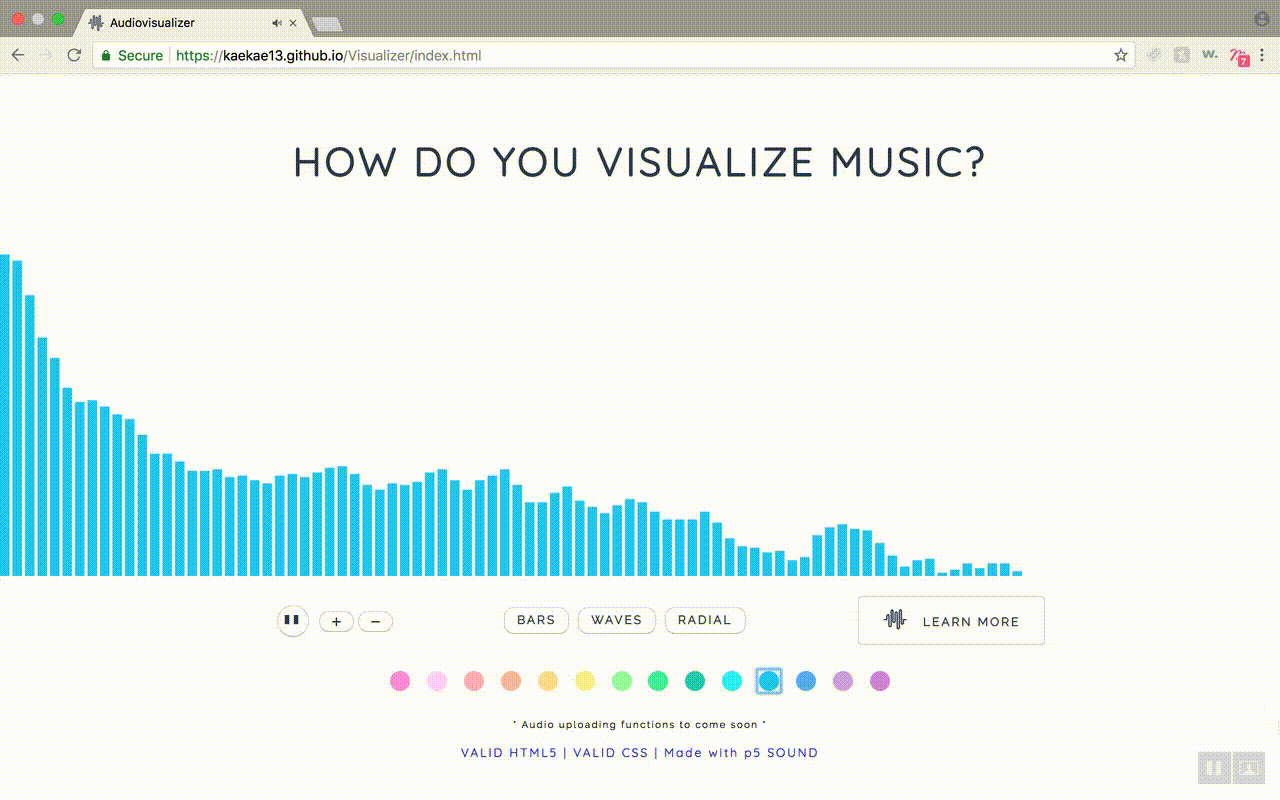 Audiovisualizer
Secure https://kaekae13.github.io/Visualizer/index.html W. 7
HOW DO YOU VISUALIZE MUSIC?
+ − BARS WAVES RADIAL LEARN MORE
* Audio uploading functions to come soon *
VALID HTML5 | VALID CSS | Made with p5 SOUND